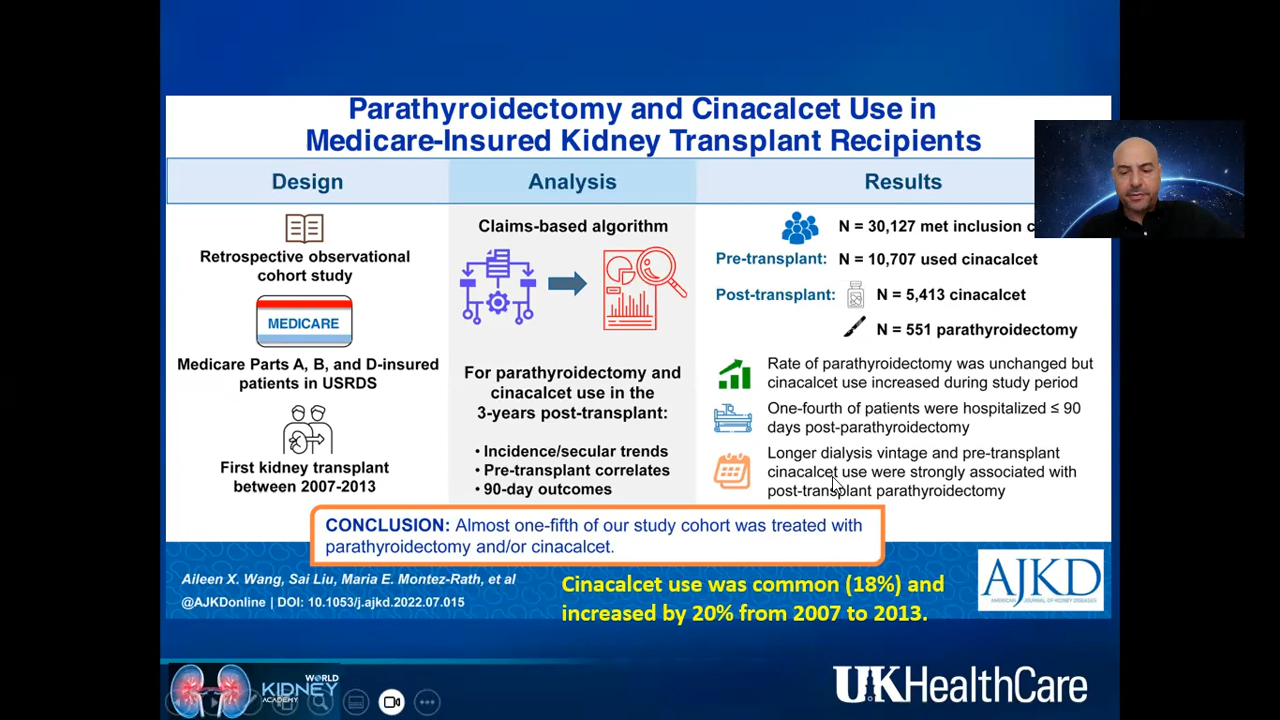 Parathyroidectomy and Cinacalcet Use in
Medicare-Insured Kidney Transplant Recipients
Design
Analysis
Results
Retrospective observational
cohort study
MEDICARE
Medicare Parts A, B, and D-insured
patients in USRDS
First kidney transplant
between 2007-2013
Claims-based algorithm
For parathyroidectomy and
cinacalcet use in the
3-years post-transplant:
• Incidence/secular trends
• Pre-transplant correlates
• 90-day outcomes
N = 30,127 met inclusion
Pre-transplant: N = 10,707 used cinacalcet
Post-transplant: N = 5,413 cinacalcet
N = 551 parathyroidectomy
Rate of parathyroidectomy was unchanged but
cinacalcet use increased during study period
One-fourth of patients were hospitalized ≤ 90
days post-parathyroidectomy
Longer dialysis vintage and pre-transplant
cinacalcet use were strongly associated with
post-transplant parathyroidectomy
CONCLUSION: Almost one-fifth of our study cohort was treated with
parathyroidectomy and/or cinacalcet.
Aileen X. Wang, Sai Liu, Maria E. Montez-Rath, et al
@AJKDonline | DOI: 10.1053/j.ajkd.2022.07.015
Cinacalcet use was common (18%) and
increased by 20% from 2007 to 2013.
AJKD
AMERICAN JOURNAL OF KIDNEY DISEASES
WORLD
KIDNEY
ACADEMY
UKHealthCare